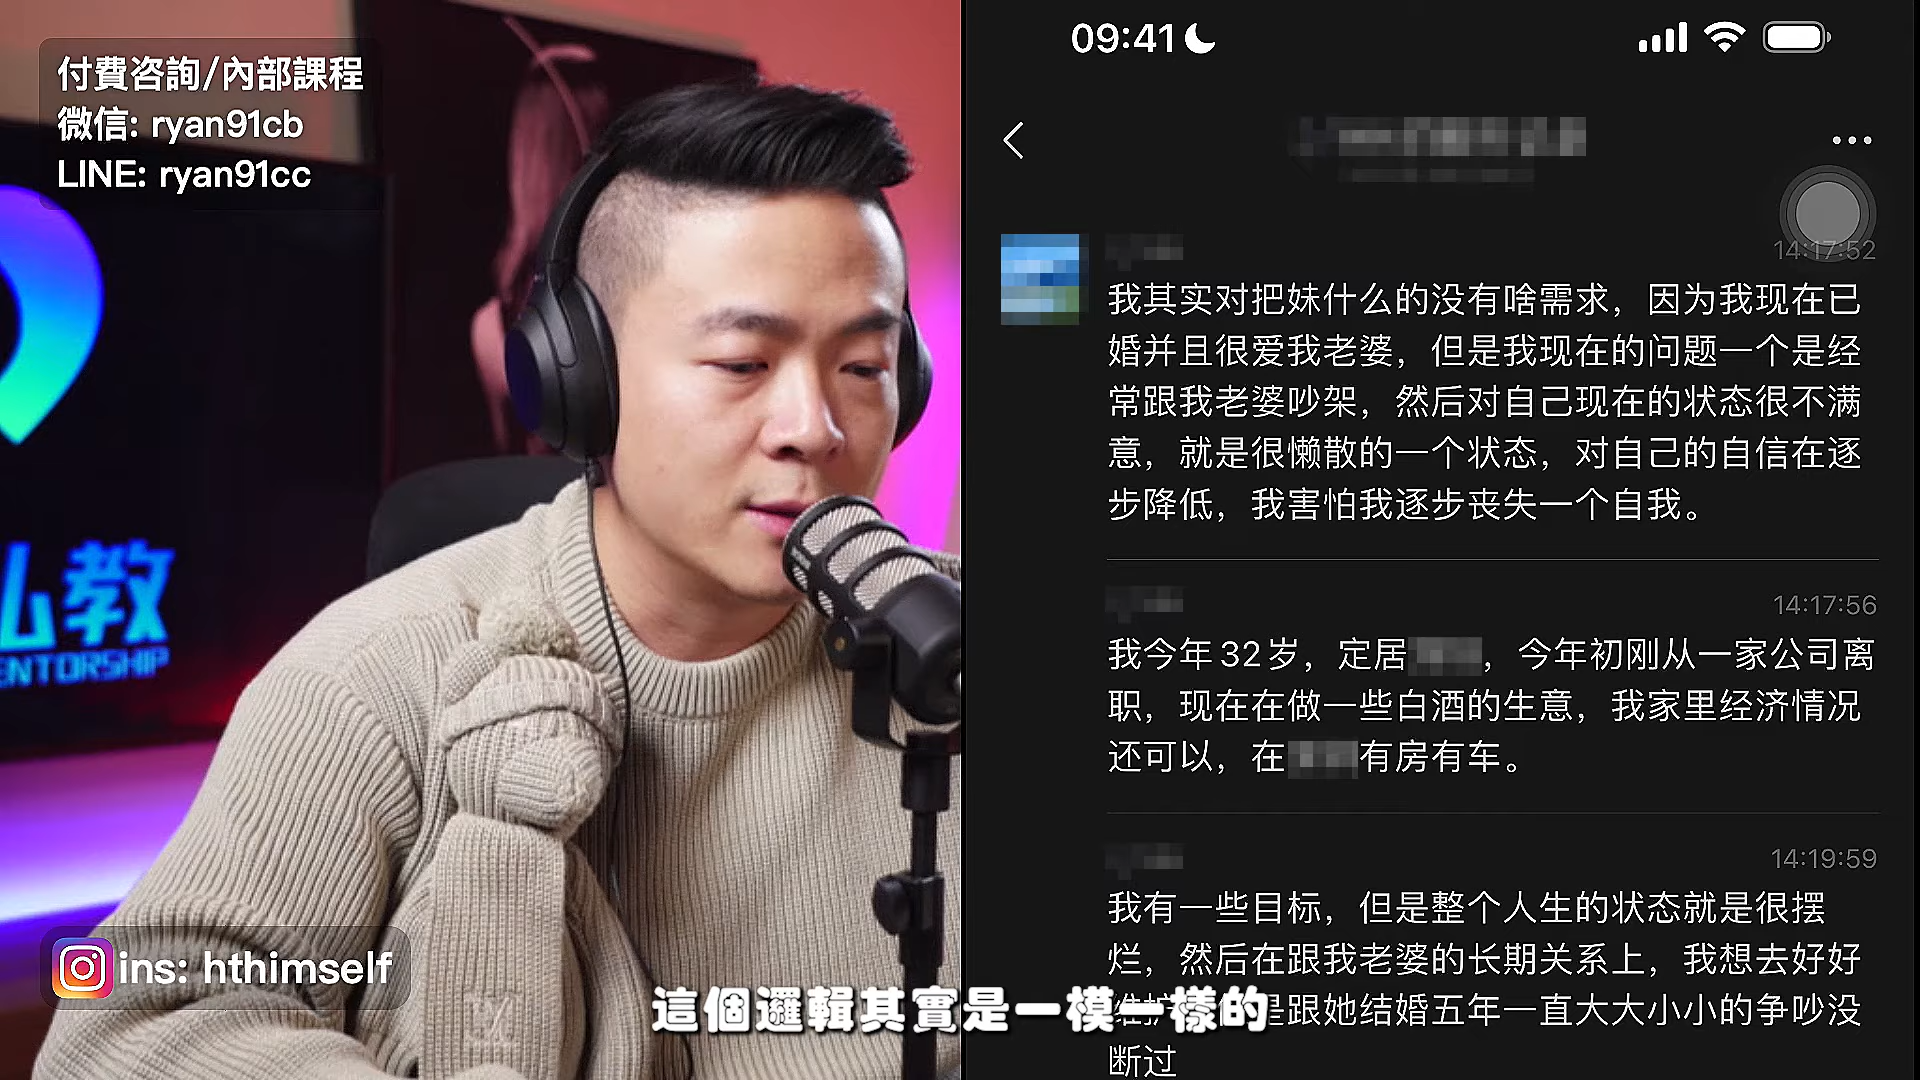 付費咨詢/內部課程
微信: ryan91cb
LINE: ryan91cc
弘教
ENTORSHIP
ins: hthimself
這個邏輯其實是一模一樣的
09:41
14:17:52
我其实对把妹什么的没有啥需求，因为我现在已
婚并且很爱我老婆，但是我现在的问题一个是经
常跟我老婆吵架，然后对自己现在的状态很不满
意，就是很懒散的一个状态，对自己的自信在逐
步降低，我害怕我逐步丧失一个自我。
14:17:56
我今年32岁，定居，今年初刚从一家公司离
职，现在在做一些白酒的生意，我家里经济情况
还可以，在有房有车。
14:19:59
我有一些目标，但是整个人生的状态就是很摆
烂，然后在跟我老婆的长期关系上，我想去好好
是跟她结婚五年一直大大小小的争吵没
断过